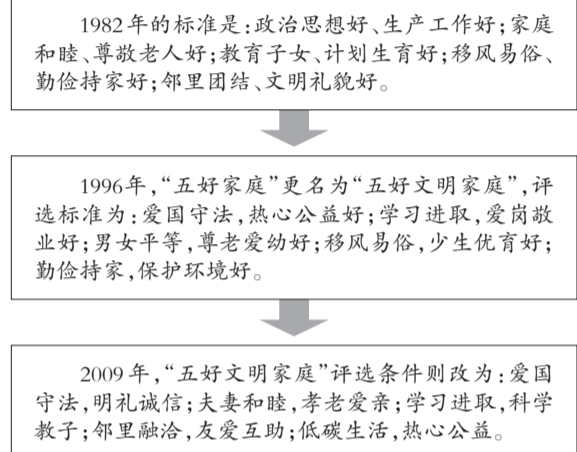 1982年的标准是:政治思想好、生产工作好;家庭
和睦、尊敬老人好;教育子女、计划生育好;移风易俗、
勤俭持家好;邻里团结、文明礼貌好。
1996年,“五好家庭”更名为“五好文明家庭”,评
选标准为:爱国守法,热心公益好;学习进取,爱岗敬
业好;男女平等,尊老爱幼好;移风易俗,少生优育好;
勤俭持家,保护环境好。
2009年,“五好文明家庭”评选条件则改为:爱国
守法,明礼诚信;夫妻和睦,孝老爱亲;学习进取,科学
教子;邻里融洽,友爱互助;低碳生活,热心公益。